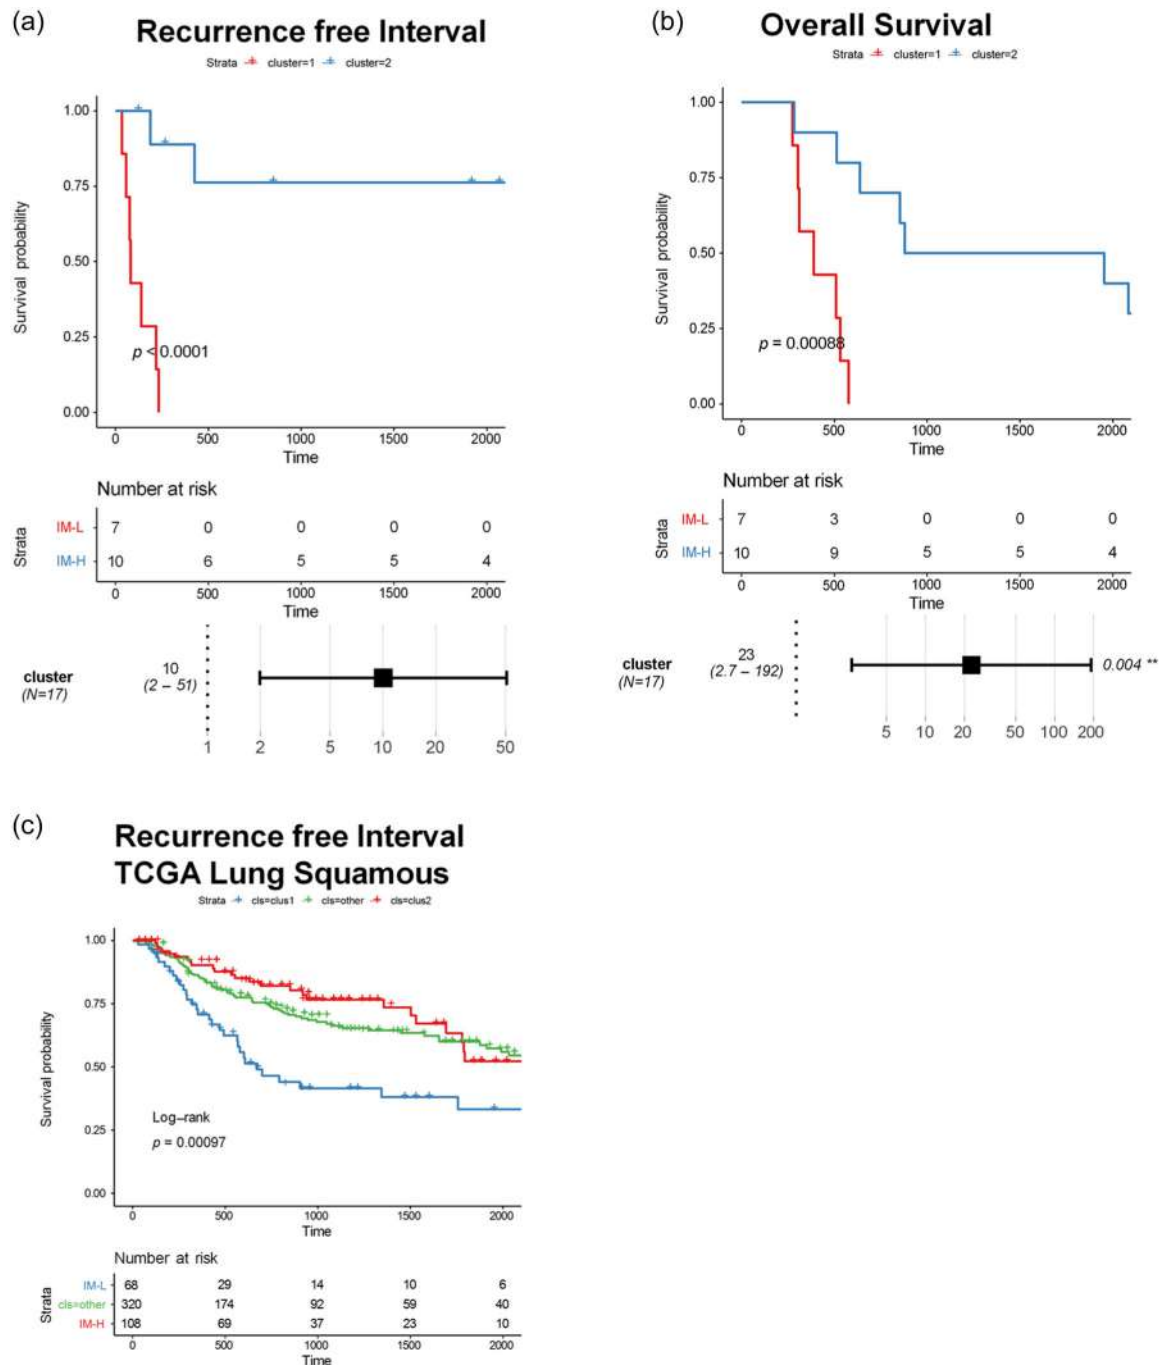 (a)
Recurrence free Interval
Strata cluster=1 cluster=2
Survival probability
1.00
0.75
0.50
0.25
0.00
p < 0.0001
0 500 1000 1500 2000
Time
Number at risk
Strata
IM-L 7 0 0 0 0
IM-H 10 6 5 5 4
0 500 1000 1500 2000
Time
cluster
(N=17)
10
(2 – 51)
1 2 5 10 20 50
(b)
Overall Survival
Strata cluster=1 cluster=2
Survival probability
1.00
0.75
0.50
0.25
0.00
p = 0.00088
0 500 1000 1500 2000
Time
Number at risk
Strata
IM-L 7 3 0 0 0
IM-H 10 9 5 5 4
0 500 1000 1500 2000
Time
cluster
(N=17)
23
(2.7 – 192)
0.004 **
5 10 20 50 100 200
(c)
Recurrence free Interval
TCGA Lung Squamous
Strata cls=clus1 cls=other cls=clus2
Survival probability
1.00
0.75
0.50
0.25
0.00
Log-rank
p = 0.00097
0 500 1000 1500 2000
Time
Number at risk
Strata
IM-L 68 29 14 10 6
cls=other 320 174 92 59 40
IM-H 108 69 37 23 10
0 500 1000 1500 2000
Time